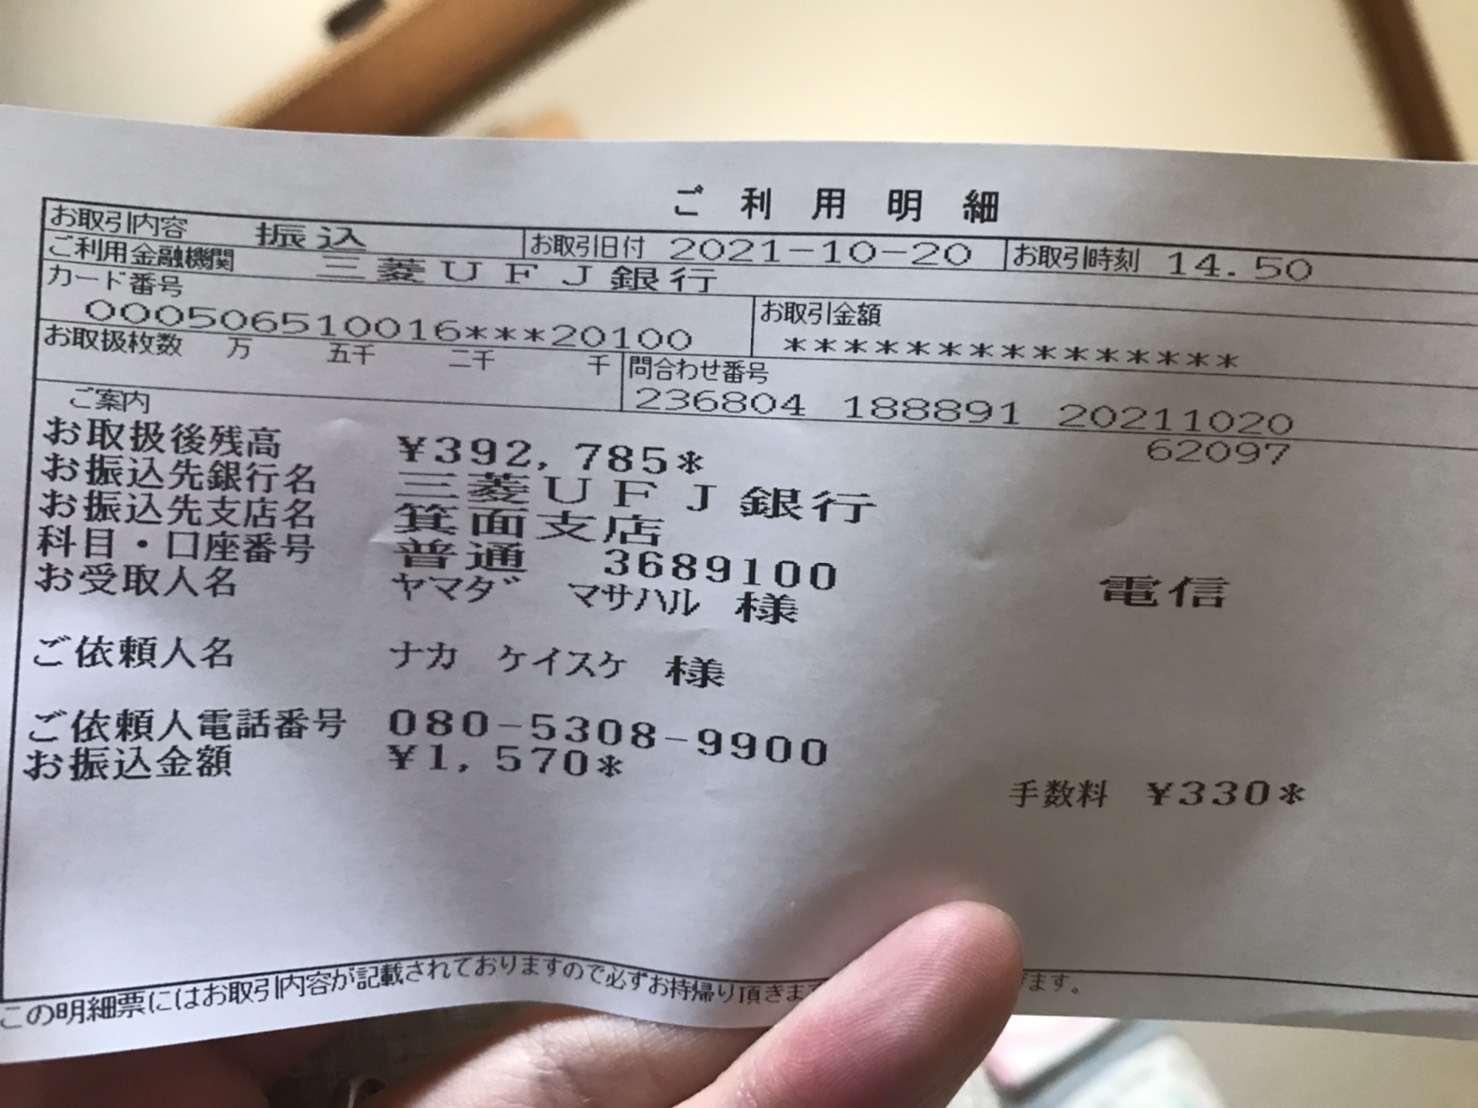 ご利用明細
お取引内容 振込 お取引日付 2021-10-20 お取引時刻 14.50
ご利用金融機関 三菱UFJ銀行
カード番号 お取引金額
000506510016***20100 ***************
お取扱枚数 万 五千 二千 千 問合わせ番号
236804 188891 20211020
ご案内 62097
お取扱後残高 ¥392,785*
お振込先銀行名 三菱UFJ銀行
お振込先支店名 箕面支店
科目・口座番号 普通 3689100 電信
お受取人名 ヤマダ マサハル 様
ご依頼人名 ナカ ケイスケ 様
ご依頼人電話番号 080-5308-9900
お振込金額 ¥1,570*
手数料 ¥330*
この明細票にはお取引内容が記載されておりますので必ずお持帰り頂きま ます。